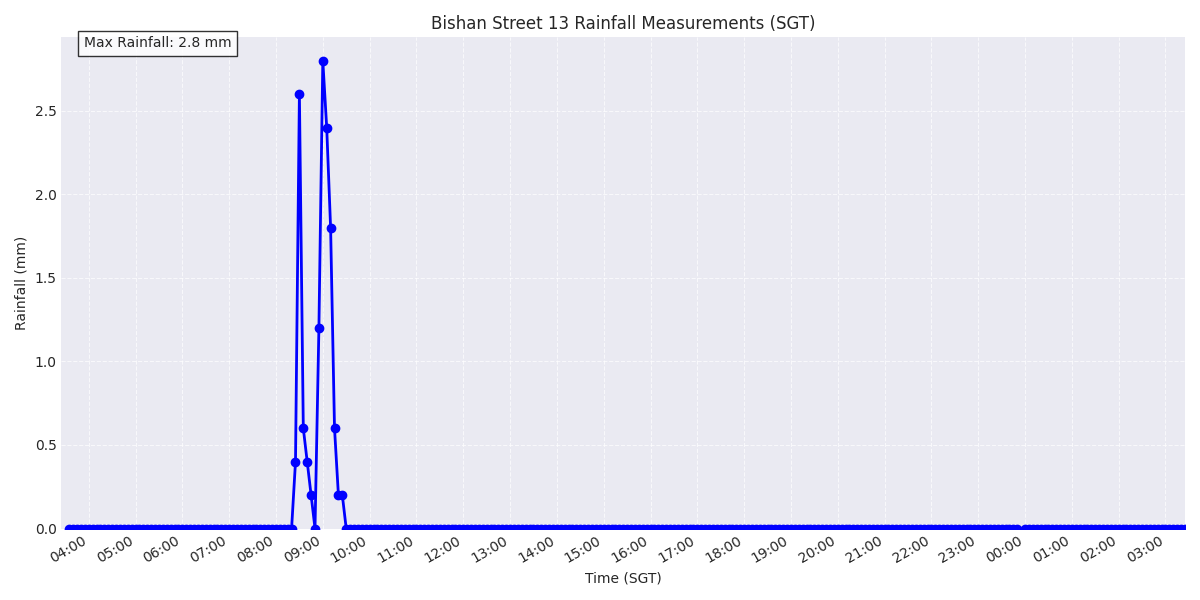 Bishan Street 13 Rainfall Measurements (SGT)
Max Rainfall: 2.8 mm
Rainfall (mm)
2.5
2.0
1.5
1.0
0.5
0.0
04:00 05:00 06:00 07:00 08:00 09:00 10:00 11:00 12:00 13:00 14:00 15:00 16:00 17:00 18:00 19:00 20:00 21:00 22:00 23:00 00:00 01:00 02:00 03:00
Time (SGT)